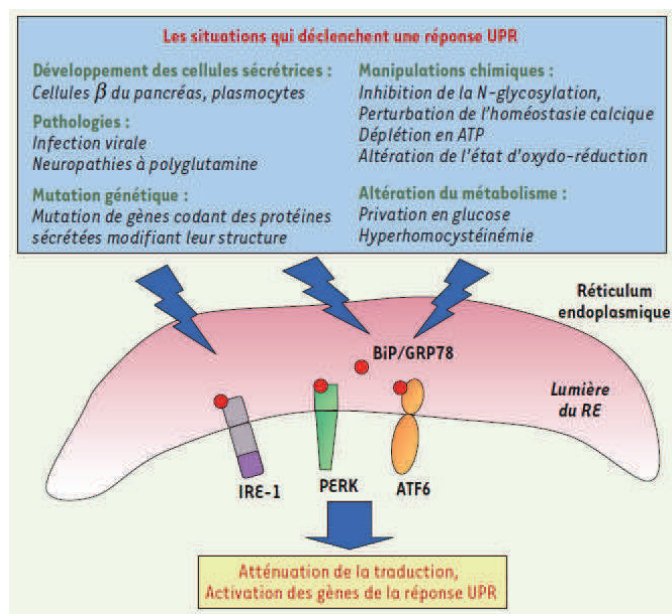 Les situations qui déclenchent une réponse UPR
Développement des cellules sécrétrices :
Cellules β du pancréas, plasmocytes
Pathologies :
Infection virale
Neuropathies à polyglutamine
Mutation génétique :
Mutation de gènes codant des protéines
sécrétées modifiant leur structure
Manipulations chimiques :
Inhibition de la N-glycosylation,
Perturbation de l'homéostasie calcique
Déplétion en ATP
Altération de l'état d'oxydo-réduction
Altération du métabolisme :
Privation en glucose
Hyperhomocystéinémie
Réticulum
endoplasmique
BiP/GRP78
Lumière
du RE
IRE-1
PERK
ATF6
Atténuation de la traduction,
Activation des gènes de la réponse UPR